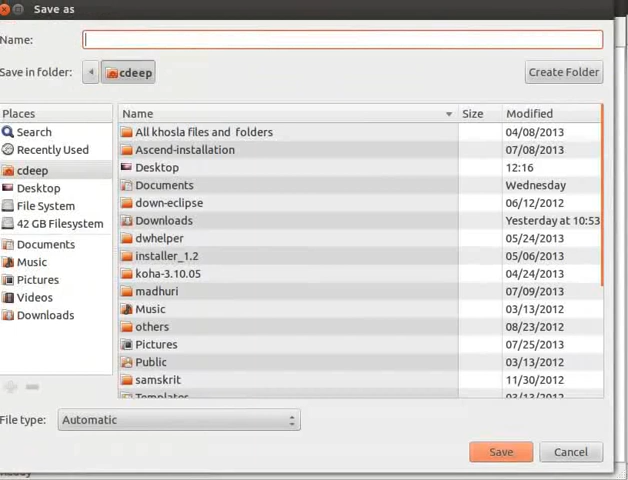 Save as
Name:
Save in folder: cdeep Create Folder
Places Name Size Modified
Search All khosla files and folders 04/08/2013
Recently Used Ascend-installation 07/08/2013
Desktop 12:16
cdeep Documents Wednesday
Desktop down-eclipse 06/12/2012
File System Downloads Yesterday at 10:53
42 GB Filesystem dwhelper 05/24/2013
Documents installer_1.2 05/06/2013
Music koha-3.10.05 04/24/2013
Pictures madhuri 07/09/2013
Videos Music 03/13/2012
Downloads others 08/23/2012
Pictures 07/25/2013
Public 03/13/2012
samskrit 11/30/2012
Templates 03/13/2012
File type: Automatic
Save Cancel